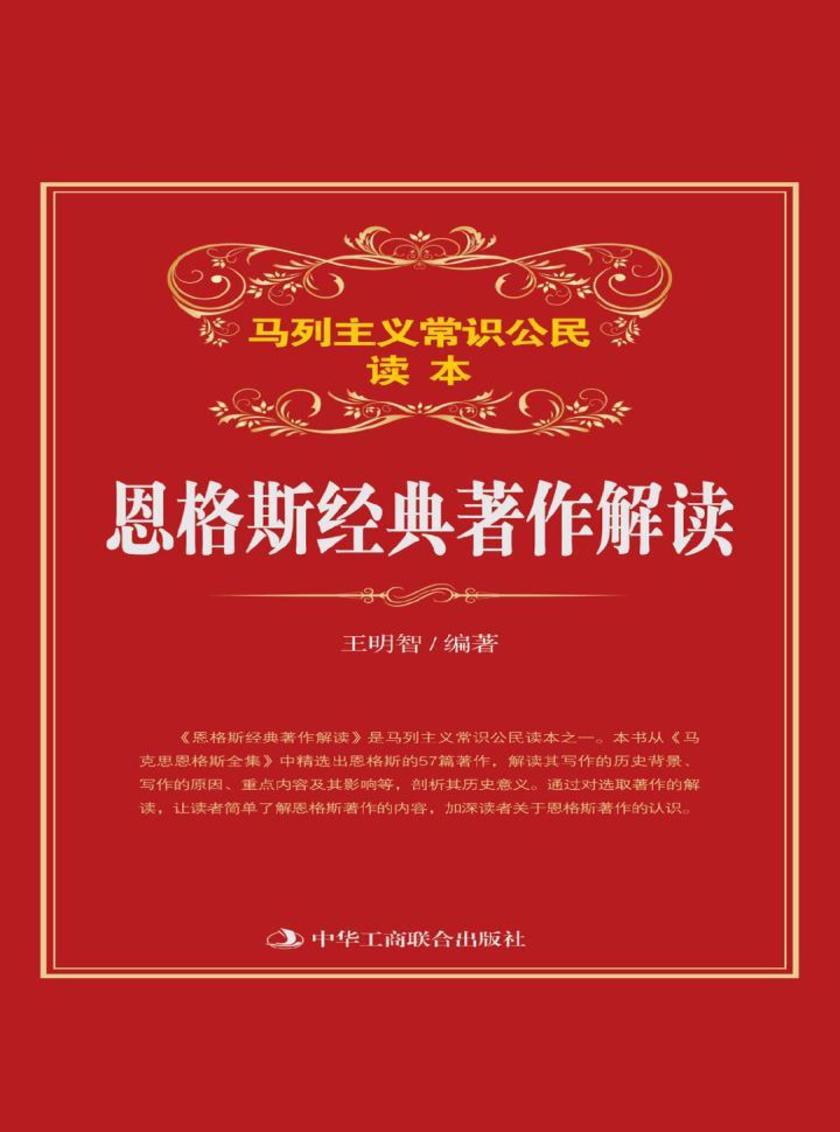 马列主义常识公民
读 本
恩格斯经典著作解读
王明智 / 编著
《恩格斯经典著作解读》是马列主义常识公民读本之一。本书从《马
克思恩格斯全集》中精选出恩格斯的57篇著作，解读其写作的历史背景、
写作的原因、重点内容及其影响等，剖析其历史意义。通过对选取著作的解
读，让读者简单了解恩格斯著作的内容，加深读者关于恩格斯著作的认识。
中华工商联合出版社